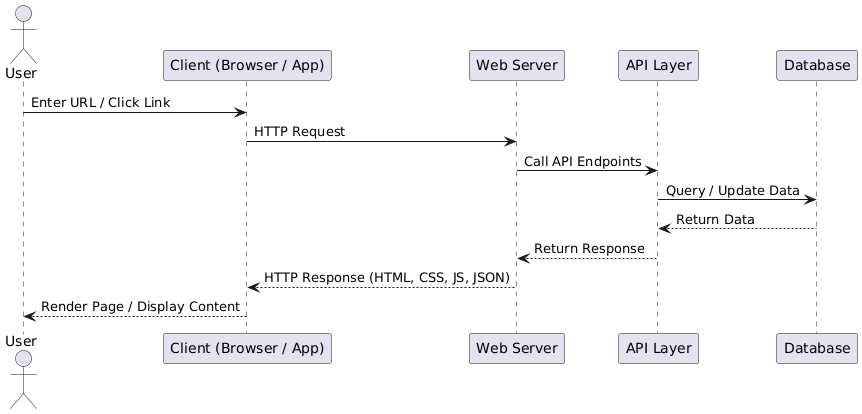 User
Client (Browser / App)
Web Server
API Layer
Database
Enter URL / Click Link
HTTP Request
Call API Endpoints
Query / Update Data
Return Data
Return Response
HTTP Response (HTML, CSS, JS, JSON)
Render Page / Display Content
User
Client (Browser / App)
Web Server
API Layer
Database